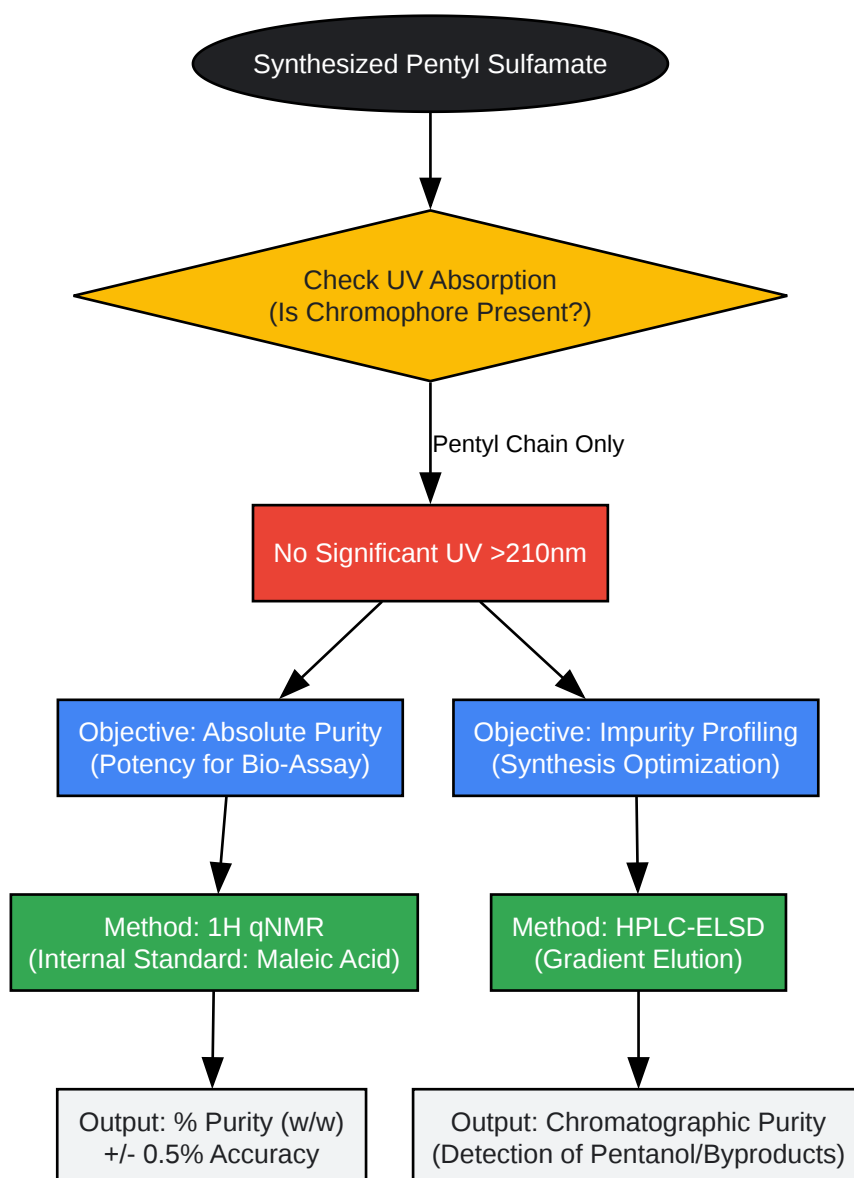 Synthesized Pentyl Sulfamate
Check UV Absorption
(Is Chromophore Present?)
Pentyl Chain Only
No Significant UV >210nm
Objective: Absolute Purity
(Potency for Bio-Assay)
Objective: Impurity Profiling
(Synthesis Optimization)
Method: 1H qNMR
(Internal Standard: Maleic Acid)
Method: HPLC-ELSD
(Gradient Elution)
Output: % Purity (w/w)
+/- 0.5% Accuracy
Output: Chromatographic Purity
(Detection of Pentanol/Byproducts)